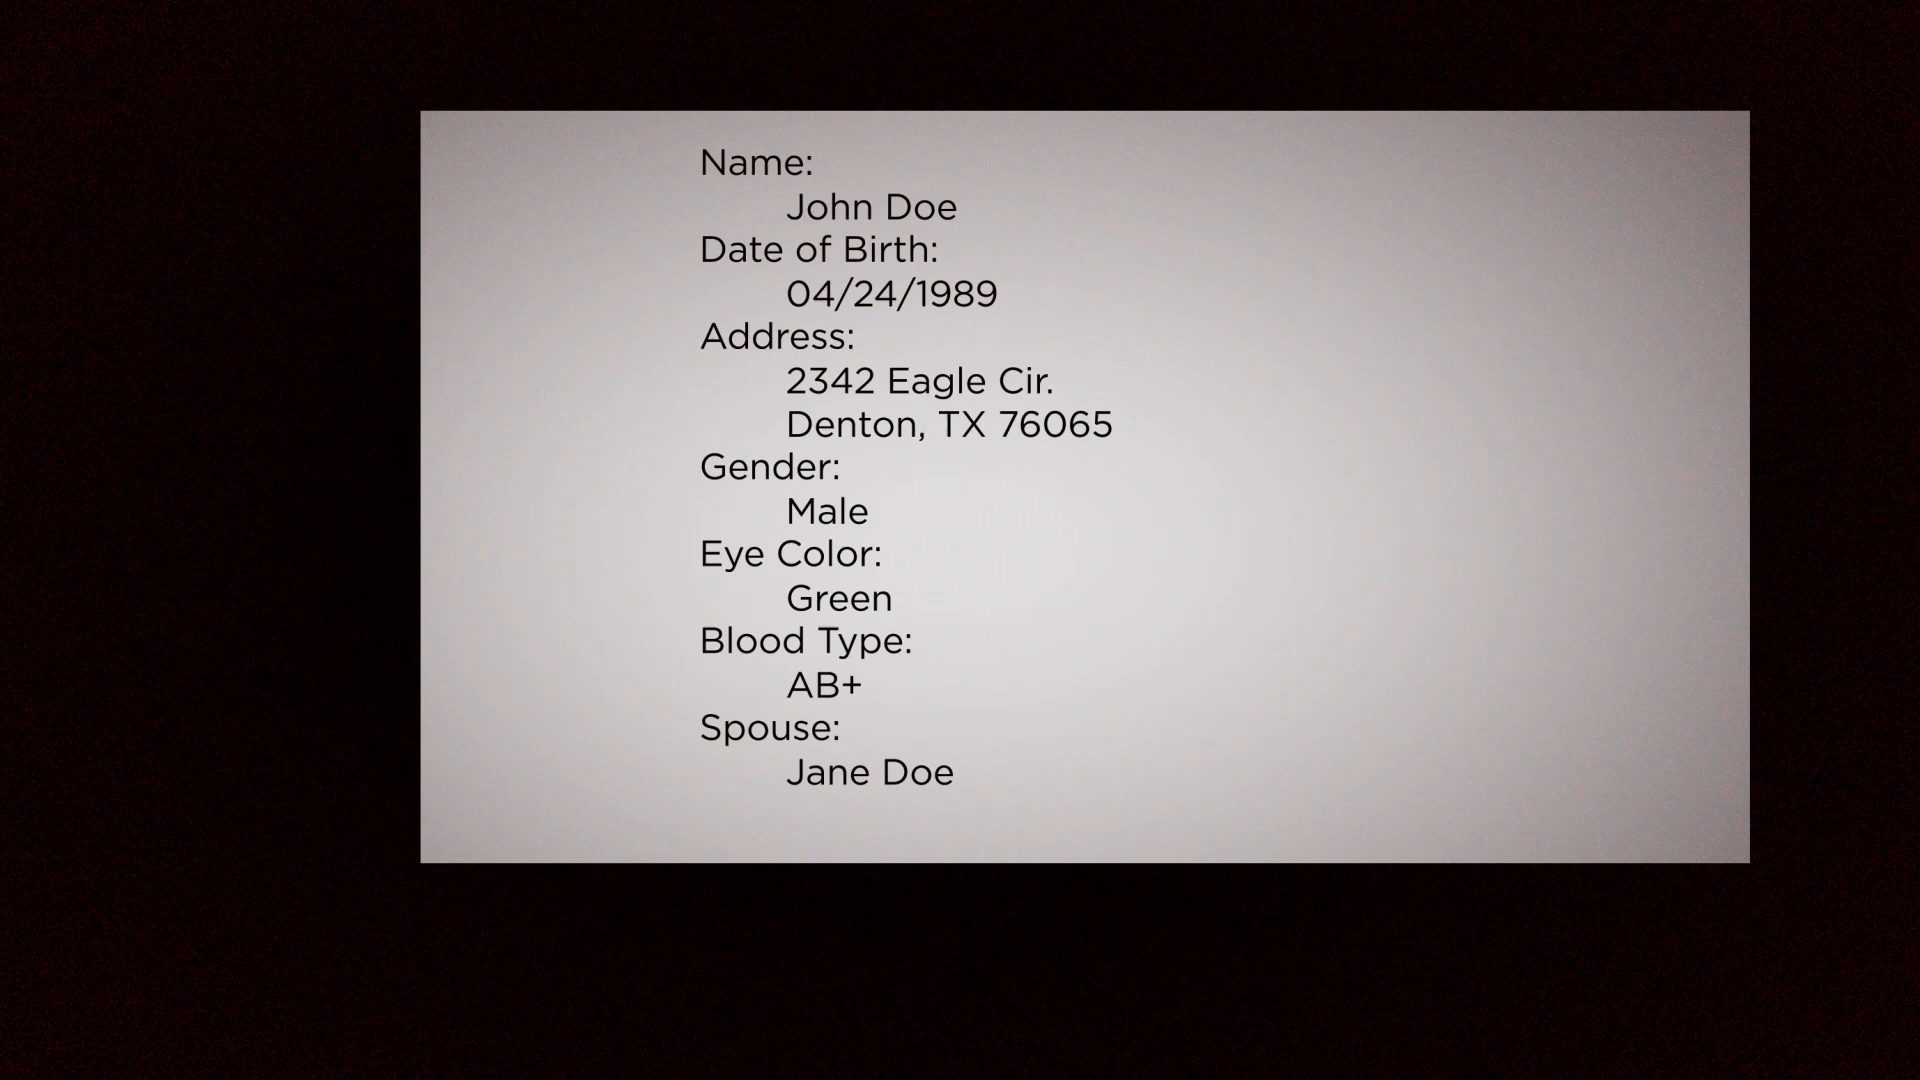 Name:
John Doe
Date of Birth:
04/24/1989
Address:
2342 Eagle Cir.
Denton, TX 76065
Gender:
Male
Eye Color:
Green
Blood Type:
AB+
Spouse:
Jane Doe